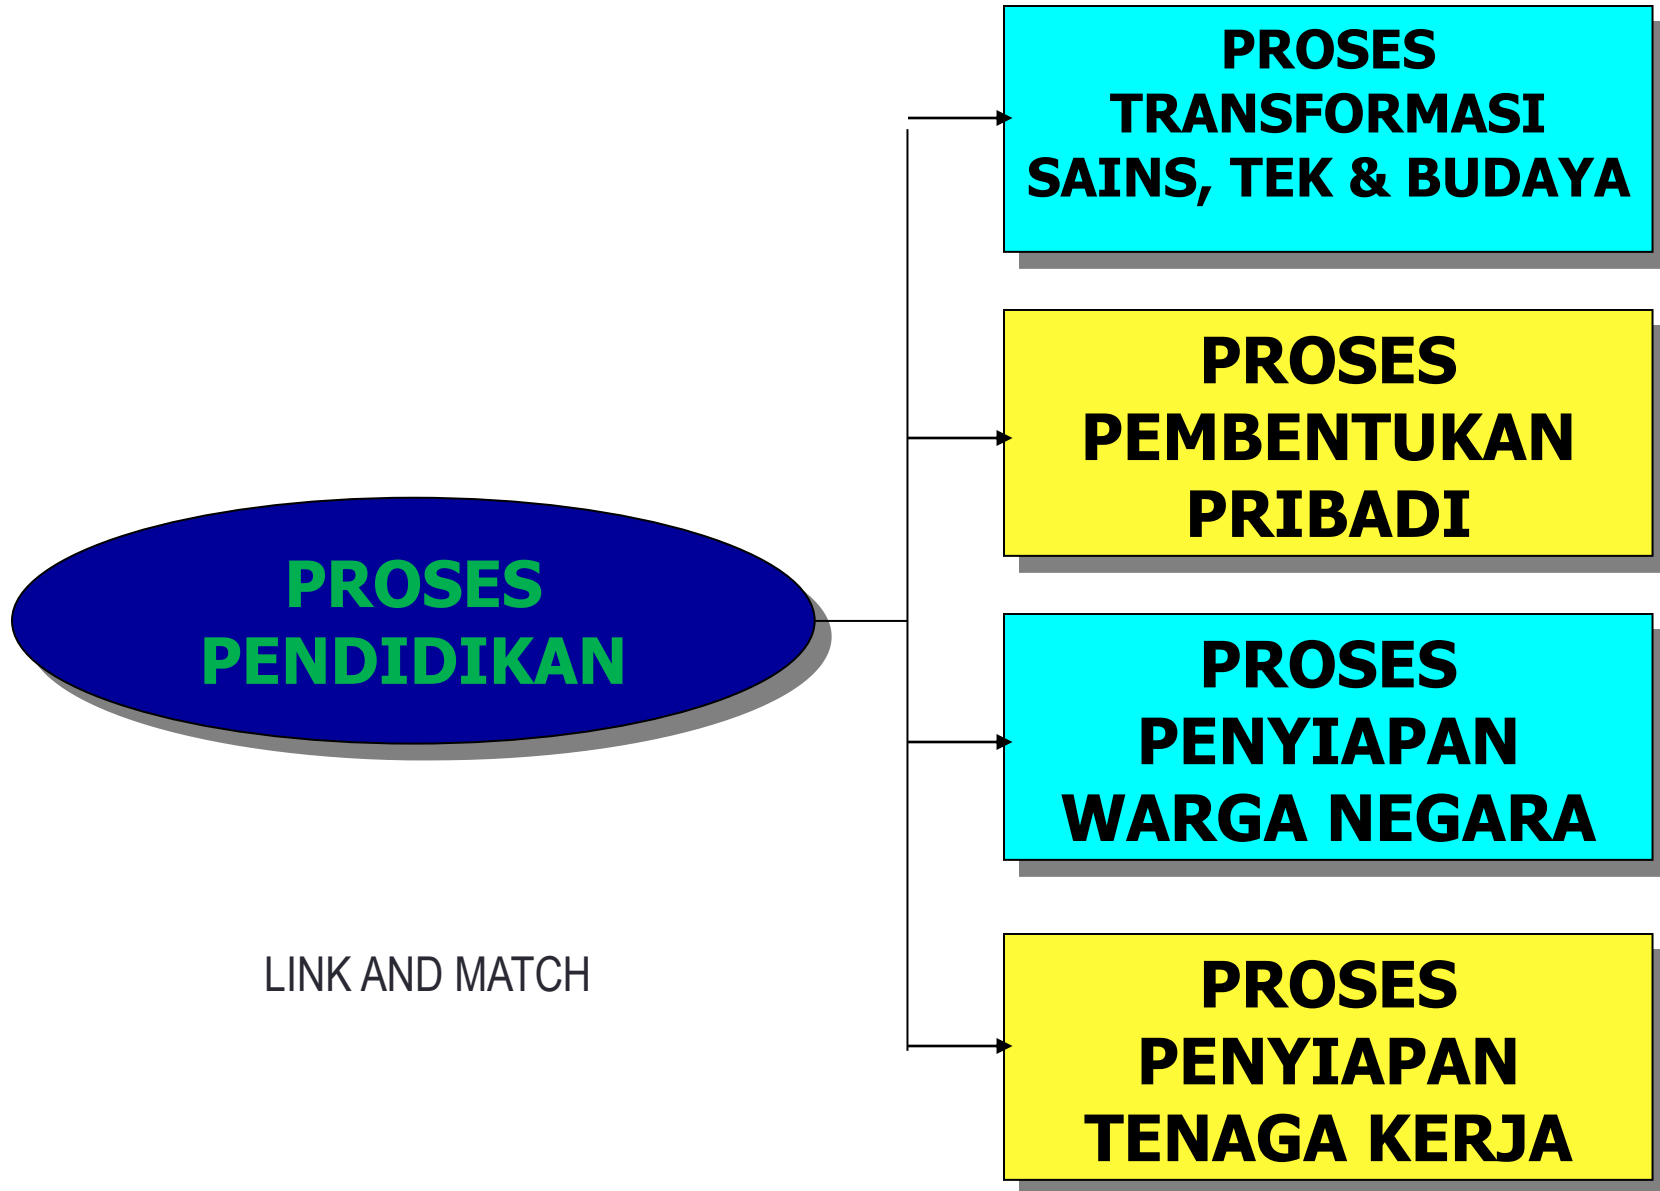 PROSES
TRANSFORMASI
SAINS, TEK & BUDAYA
PROSES
PEMBENTUKAN
PRIBADI
PROSES
PENDIDIKAN
PROSES
PENYIAPAN
WARGA NEGARA
LINK AND MATCH
PROSES
PENYIAPAN
TENAGA KERJA